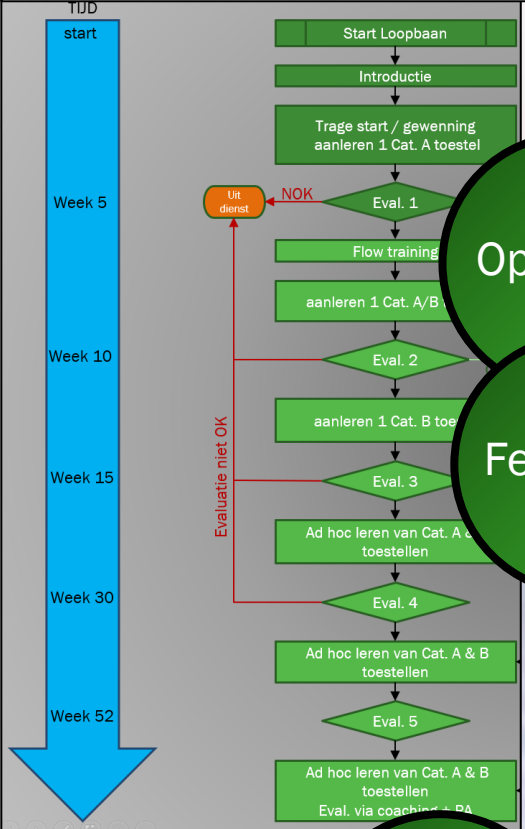 TIJD
start
Start Loopbaan
Introductie
Trage start / gewenning
aanleren 1 Cat. A toestel
Week 5
Uit
dienst
NOK
Eval. 1
Flow training
aanleren 1 Cat. A/B
Week 10
Eval. 2
aanleren 1 Cat. B
Evaluatie niet OK
Week 15
Eval. 3
Ad hoc leren van Cat. A &
toestellen
Week 30
Eval. 4
Ad hoc leren van Cat. A & B
toestellen
Week 52
Eval. 5
Ad hoc leren van Cat. A & B
toestellen
Eval. via coaching + PA
Op
Fe